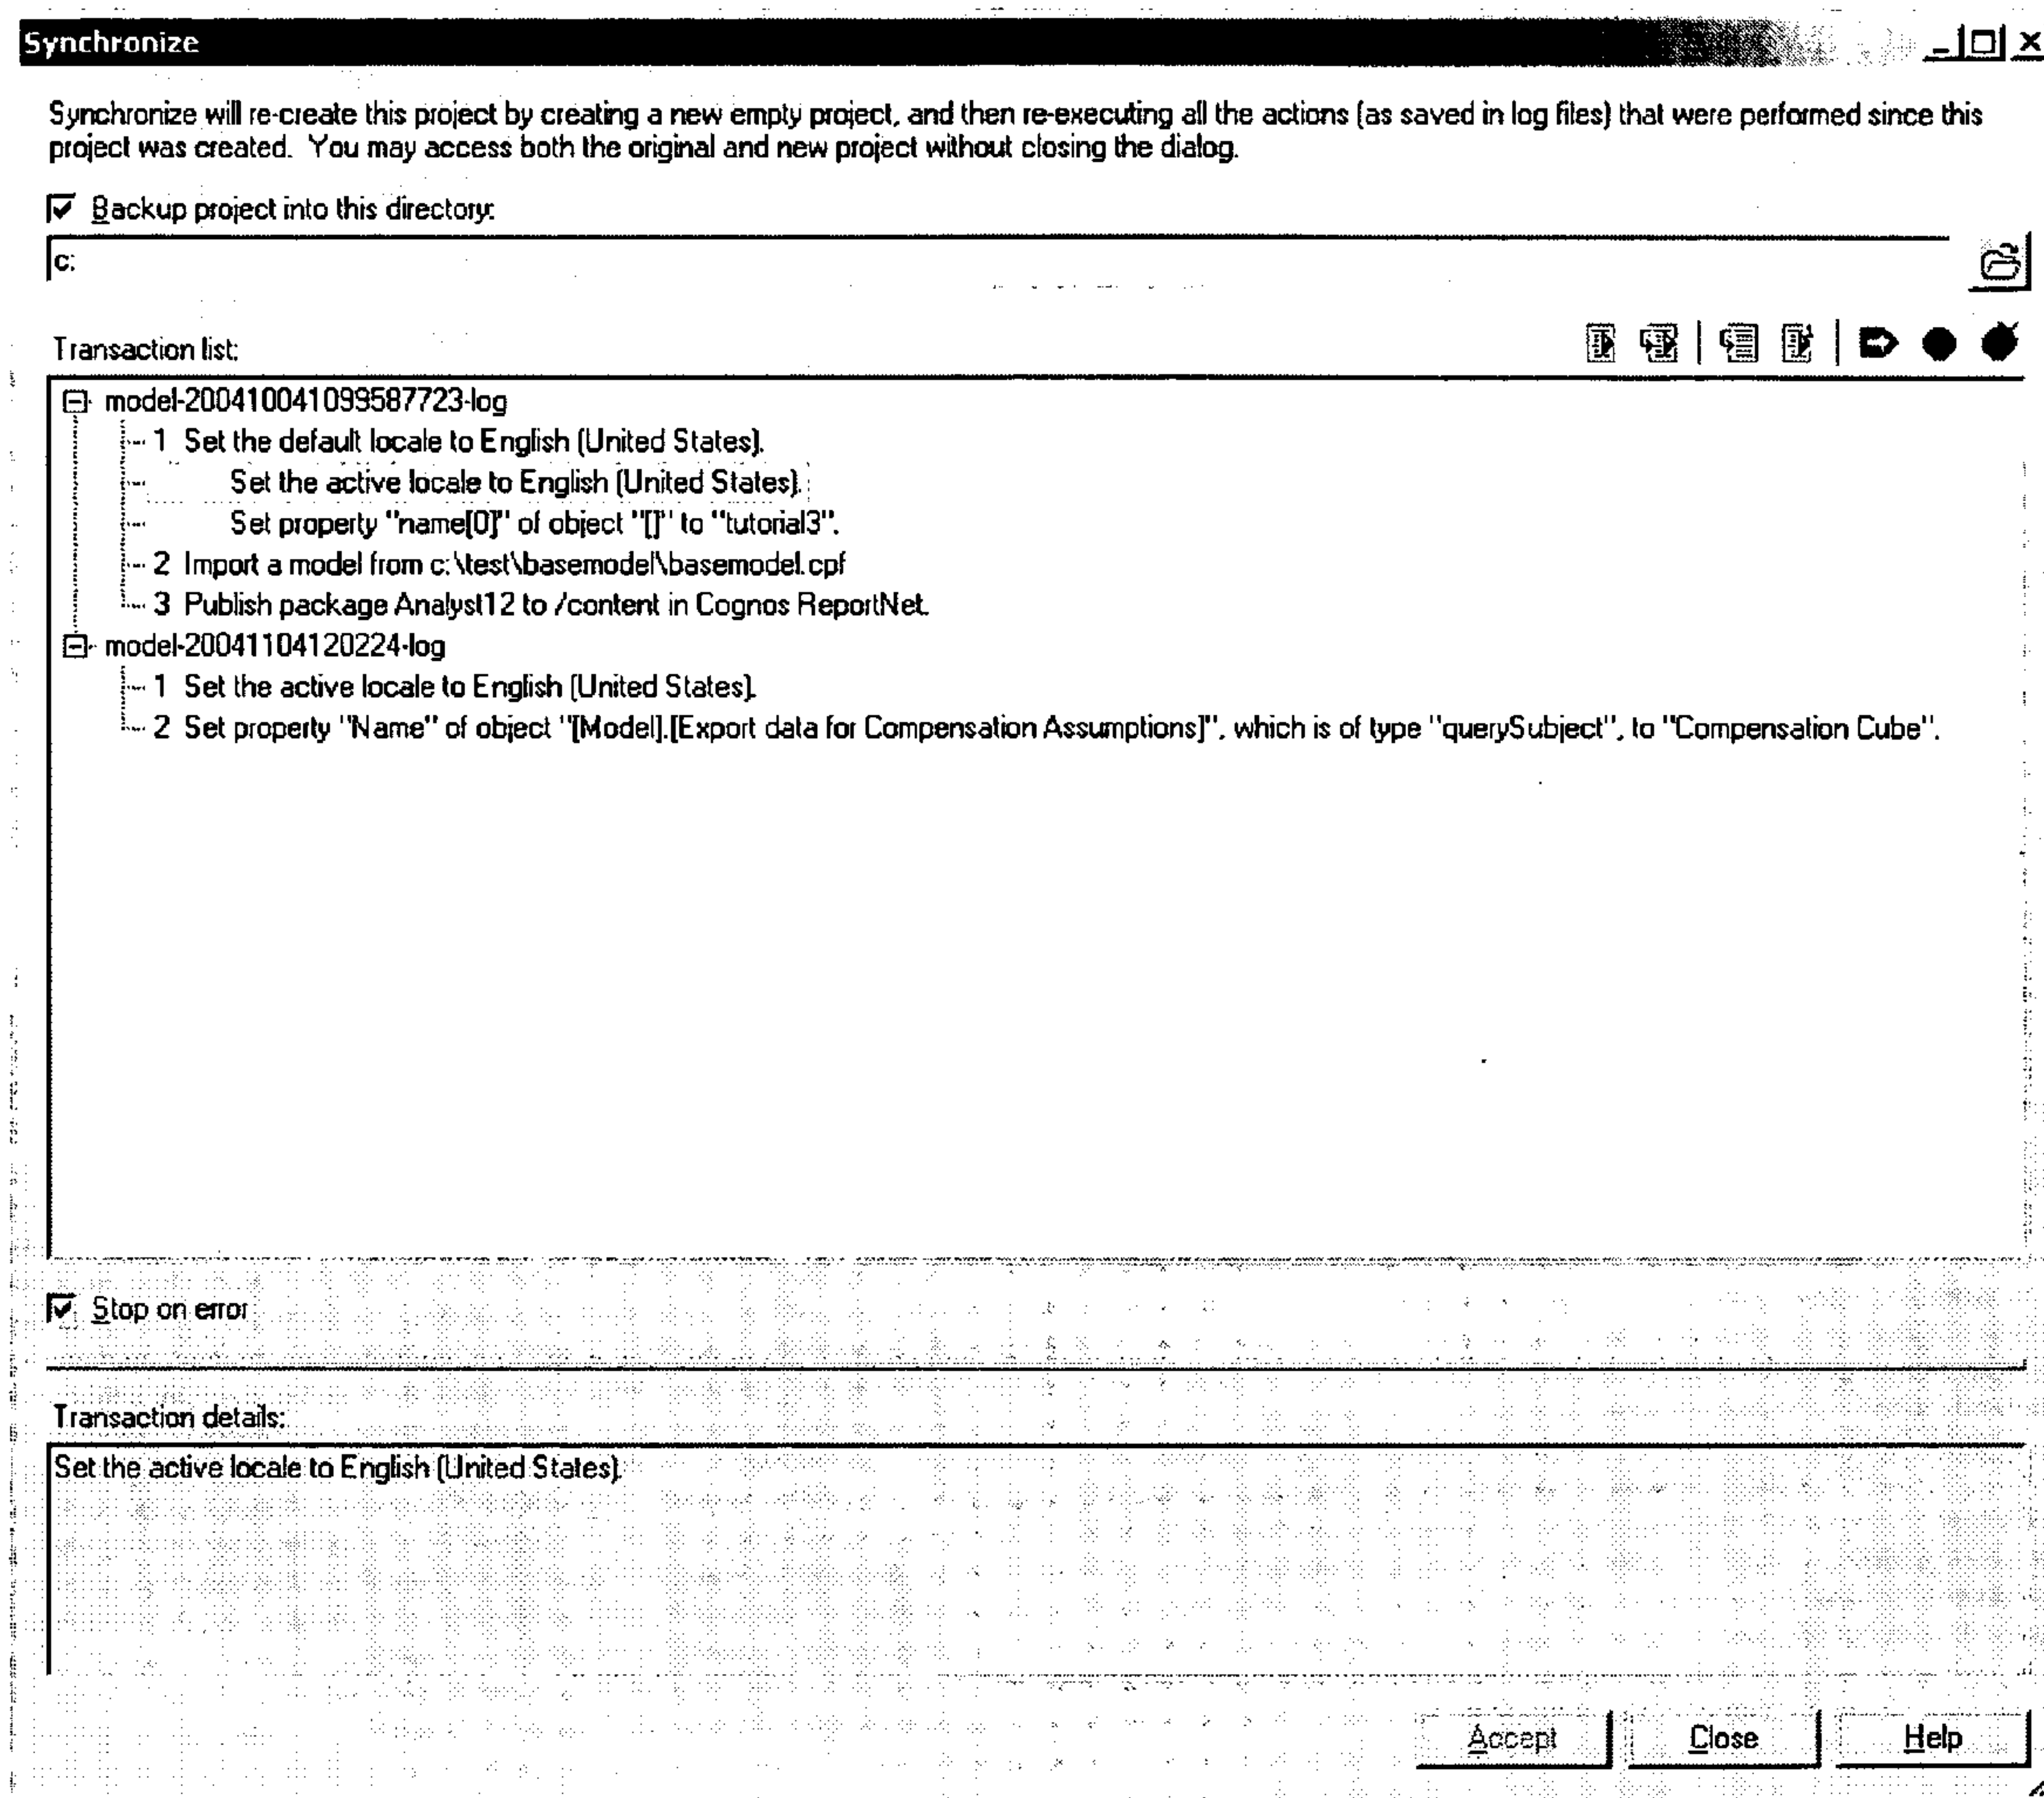 Synchronize
Synchronize will re-create this project by creating a new empty project, and then re-executing all the actions (as saved in log files) that were performed since this
project was created. You may access both the original and new project without closing the dialog.
Backup project into this directory:
c:
Transaction list:
model-200410041099587723-log
1 Set the default locale to English (United States).
Set the active locale to English (United States).
Set property "name[0]" of object "[]" to "tutorial3".
2 Import a model from c:\test\basemodel\basemodel.cpf
3 Publish package Analyst12 to /content in Cognos ReportNet.
model-20041104120224-log
1 Set the active locale to English (United States).
2 Set property "Name" of object "[Model].[Export data for Compensation Assumptions]", which is of type "querySubject", to "Compensation Cube".
Stop on error
Transaction details:
Set the active locale to English (United States).
Accept Close Help